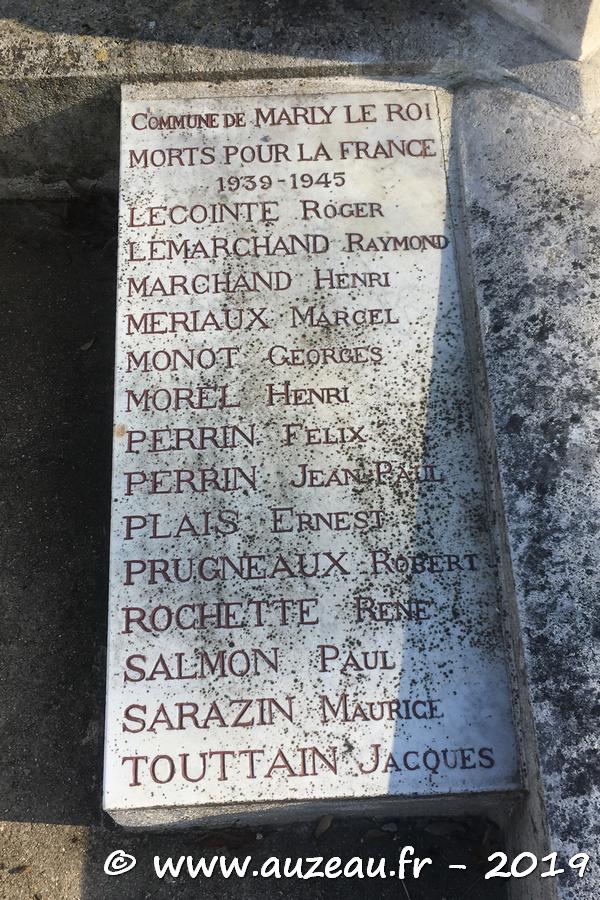 COMMUNE DE MARLY LE ROI
MORTS POUR LA FRANCE
1939-1945
LECOINTE ROGER
LEMARCHAND RAYMOND
MARCHAND HENRI
MERIAUX MARCEL
MONOT GEORGES
MORËL HENRI
PERRIN FELIX
PERRIN JEAN PAUL
PLAIS ERNEST
PRUGNEAUX ROBERT
ROCHETTE RENE
SALMON PAUL
SARAZIN MAURICE
TOUTTAIN JACQUES
© www.auzeau.fr - 2019